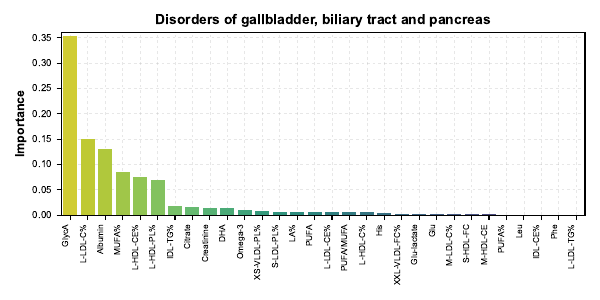 Disorders of gallbladder, biliary tract and pancreas
Importance
0.35
0.30
0.25
0.20
0.15
0.10
0.05
0.00
GlycA
L-LDL-C%
Albumin
MUFA%
L-HDL-CE%
L-HDL-PL%
IDL-TG%
Citrate
Creatinine
DHA
Omega-3
XS-VLDL-PL%
S-LDL-PL%
LA%
PUFA
L-LDL-CE%
PUFA/MUFA
L-HDL-C%
His
XXL-VLDL-FC%
Glu-lactate
Glu
M-LDL-C%
S-HDL-FC
M-HDL-CE
PUFA%
Leu
IDL-CE%
Phe
L-LDL-TG%